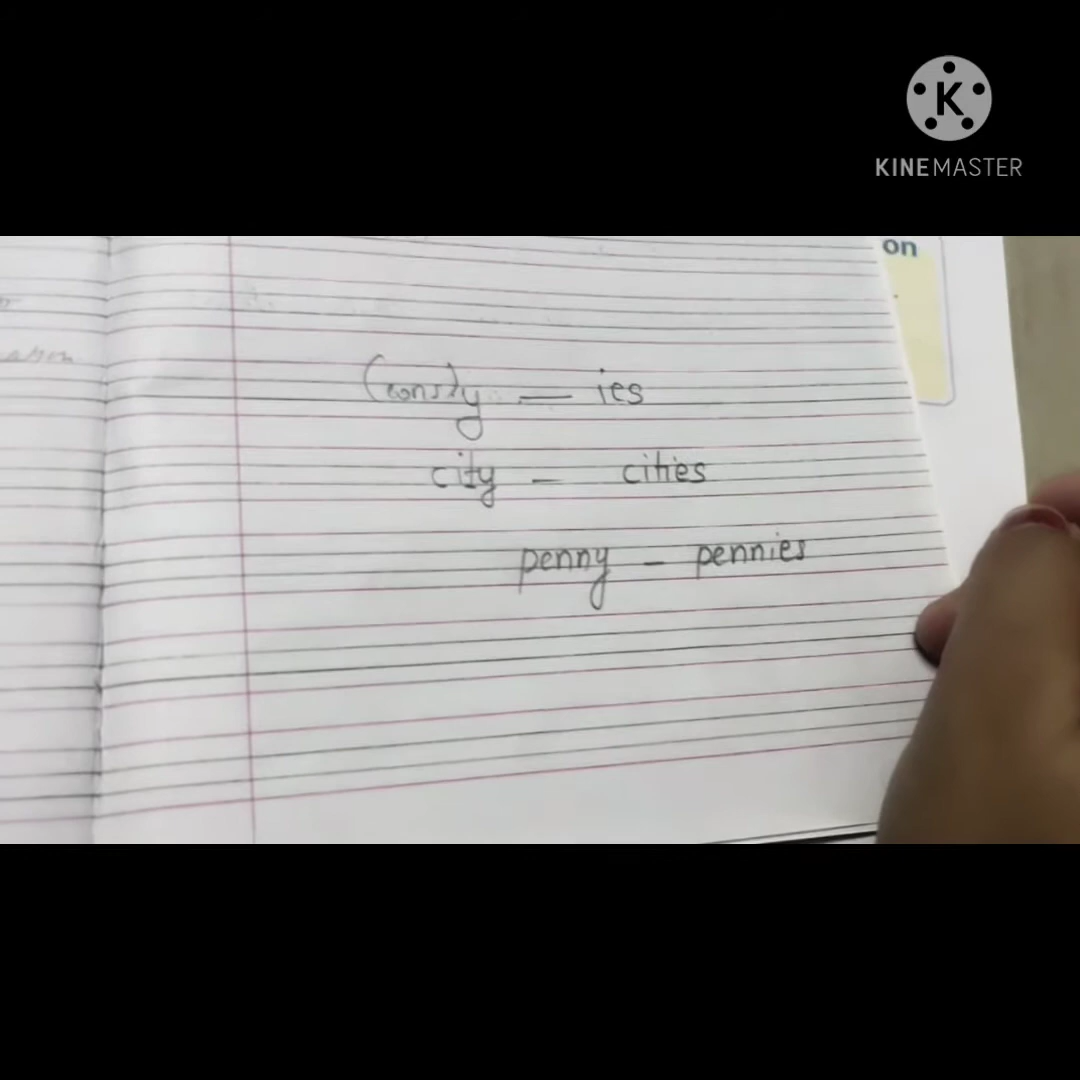 K
KINEMASTER
on
(cons)y — ies
city – cities
penny – pennies